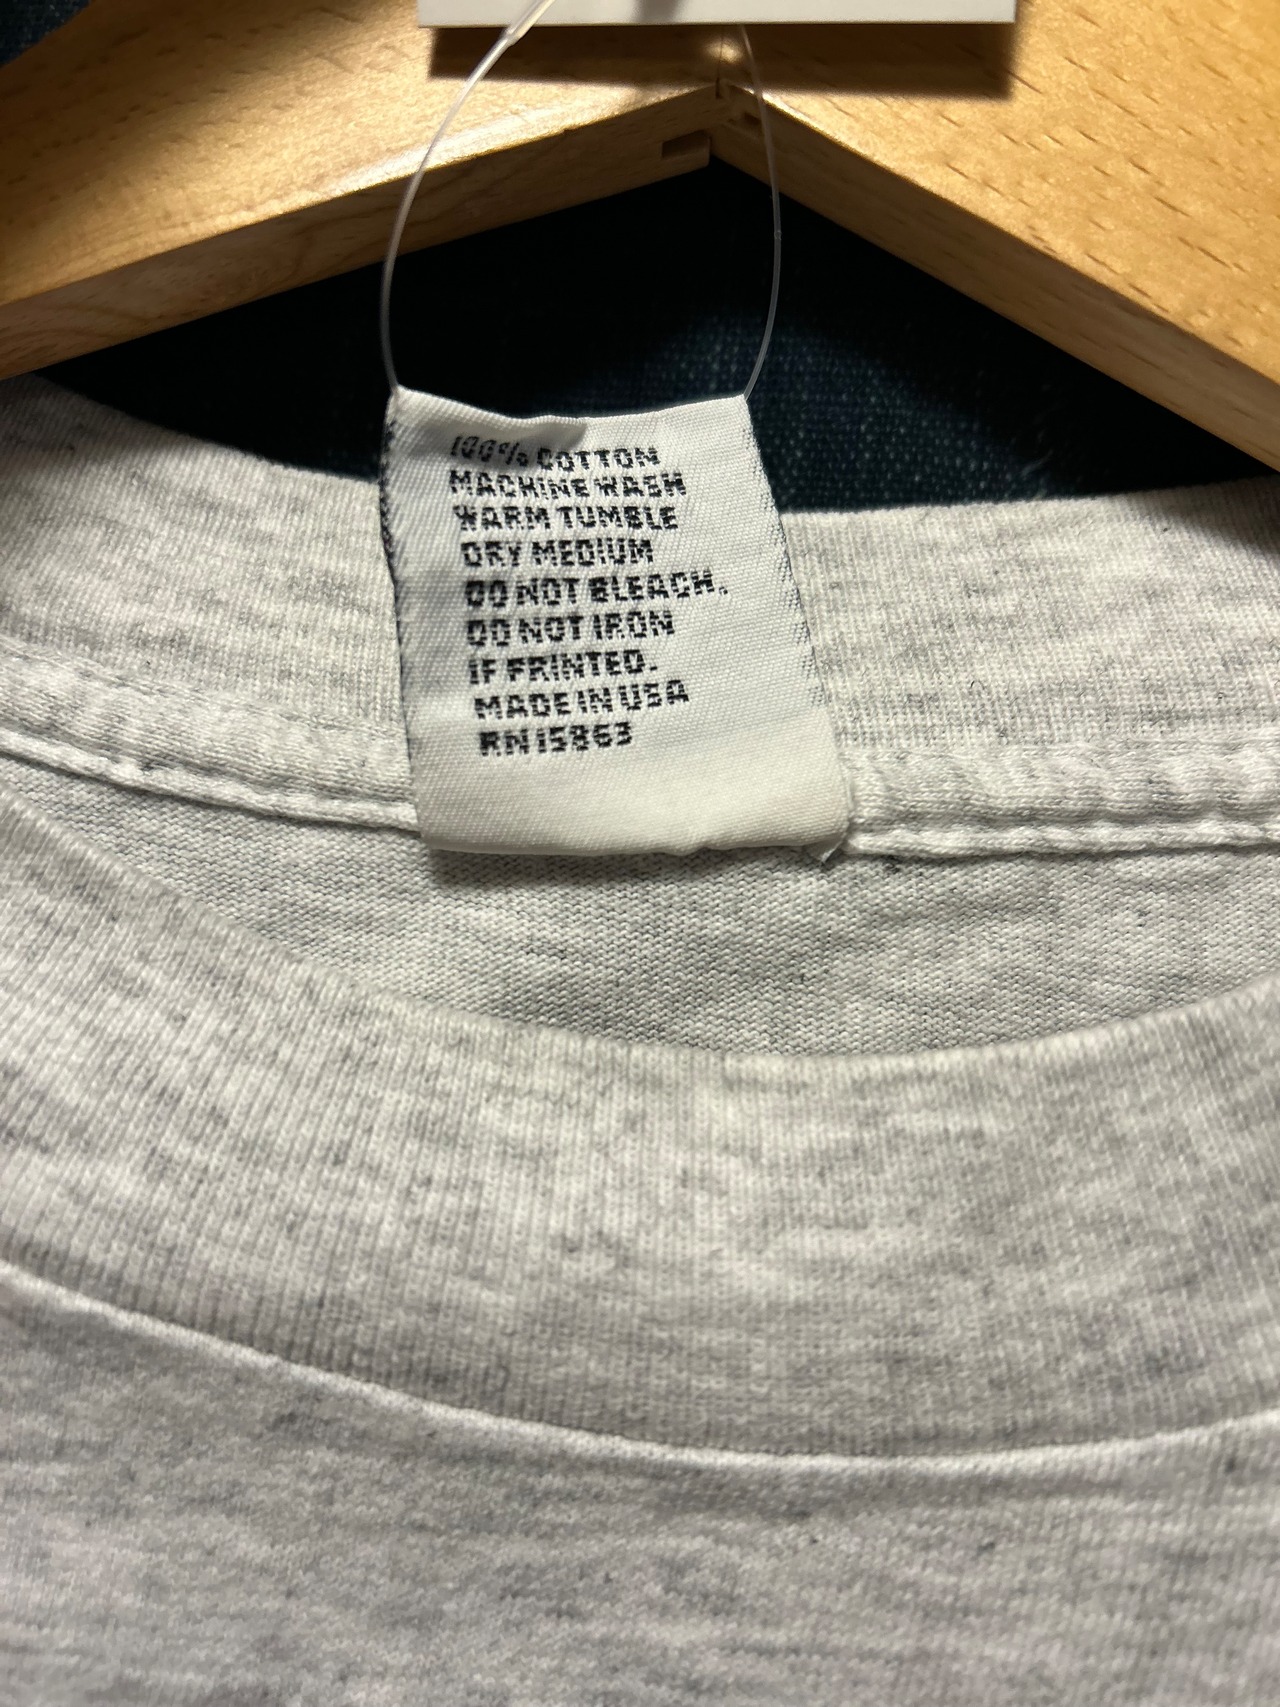 100% COTTON
MACHINE WASH
WARM TUMBLE
DRY MEDIUM
DO NOT BLEACH.
DO NOT IRON
IF PRINTED.
MADE IN USA
RN 15863